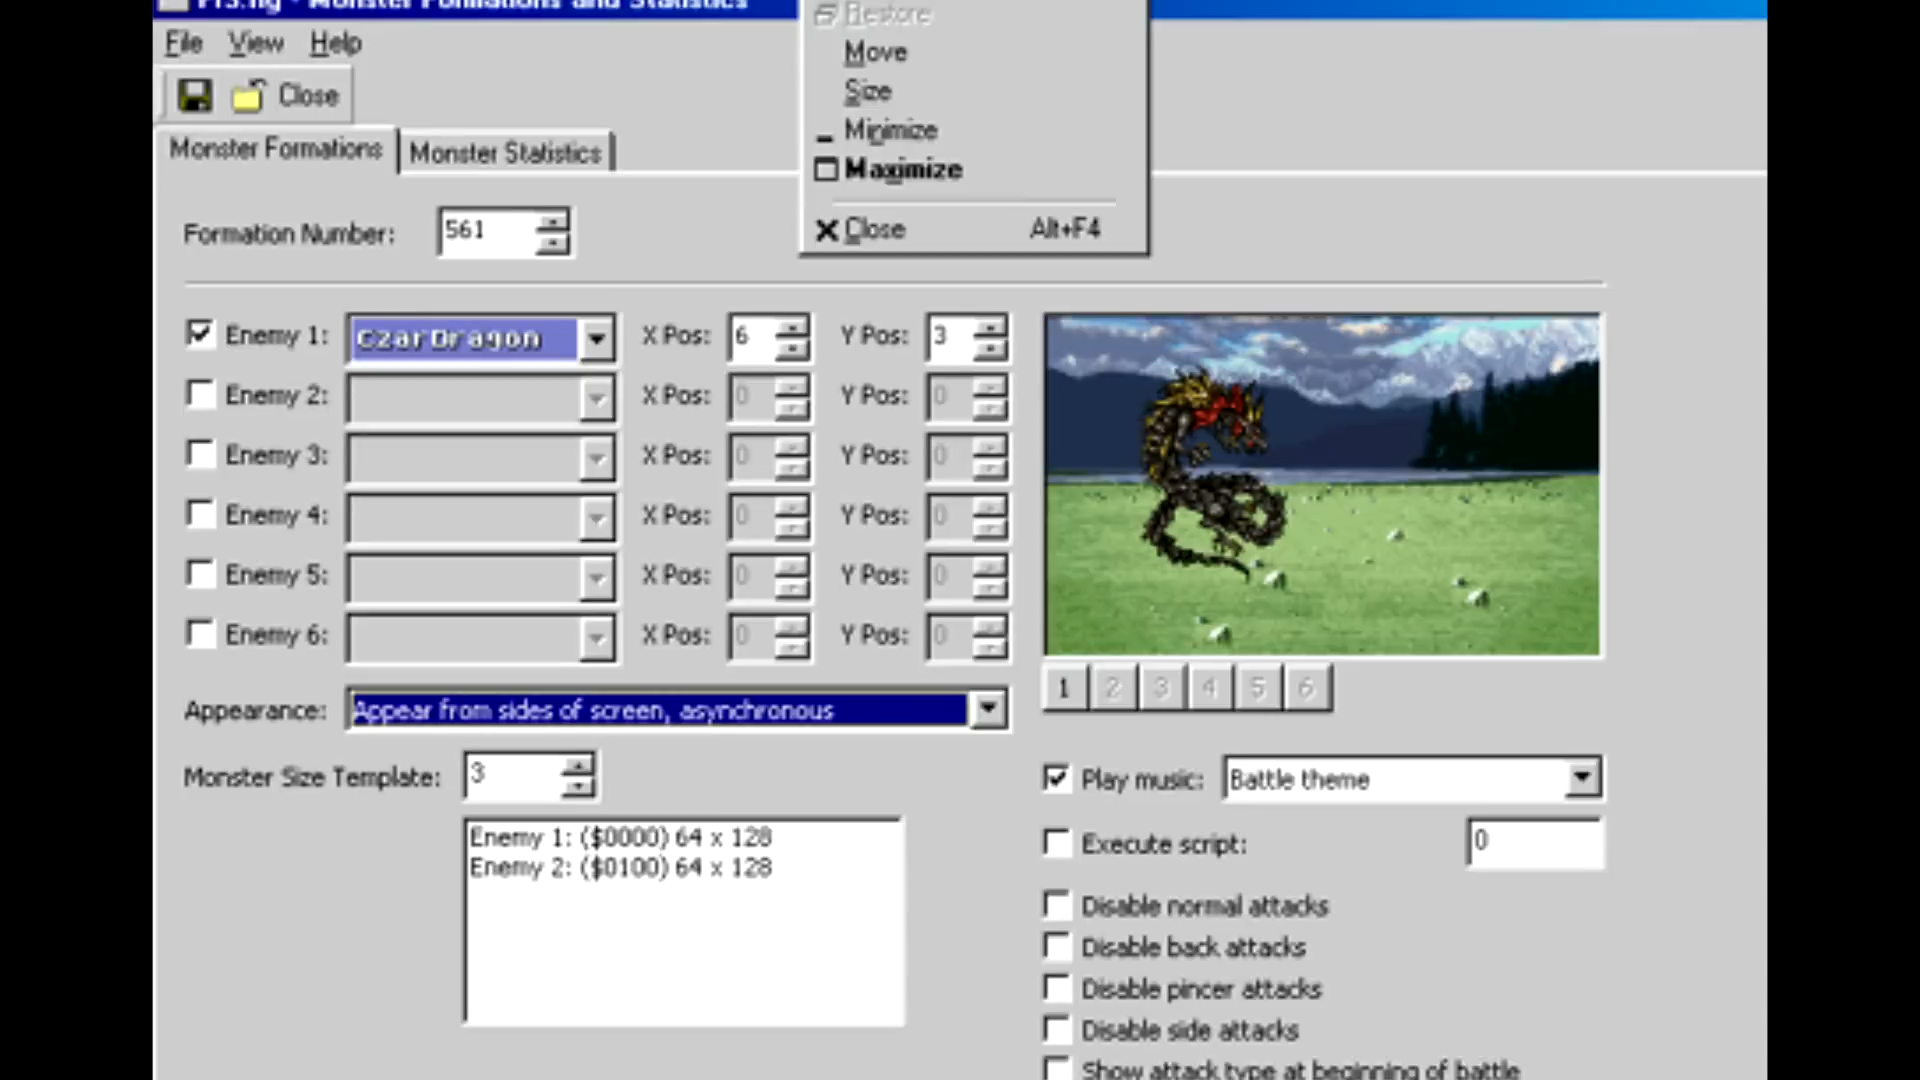 - Monster Formations and Statistics
Restore
File View Help
Move
Size
Close
Minimize
Maximize
Monster Formations Monster Statistics
Close Alt+F4
Formation Number: 561
Enemy 1: CzarDragon X Pos: 6 Y Pos: 3
Enemy 2: X Pos: 0 Y Pos: 0
Enemy 3: X Pos: 0 Y Pos: 0
Enemy 4: X Pos: 0 Y Pos: 0
Enemy 5: X Pos: 0 Y Pos: 0
Enemy 6: X Pos: 0 Y Pos: 0
1 2 3 4 5 6
Appearance: Appear from sides of screen, asynchronous
Monster Size Template: 3
Enemy 1: ($0000) 64 x 128
Enemy 2: ($0100) 64 x 128
Play music: Battle theme
Execute script: 0
Disable normal attacks
Disable back attacks
Disable pincer attacks
Disable side attacks
Show attack type at beginning of battle